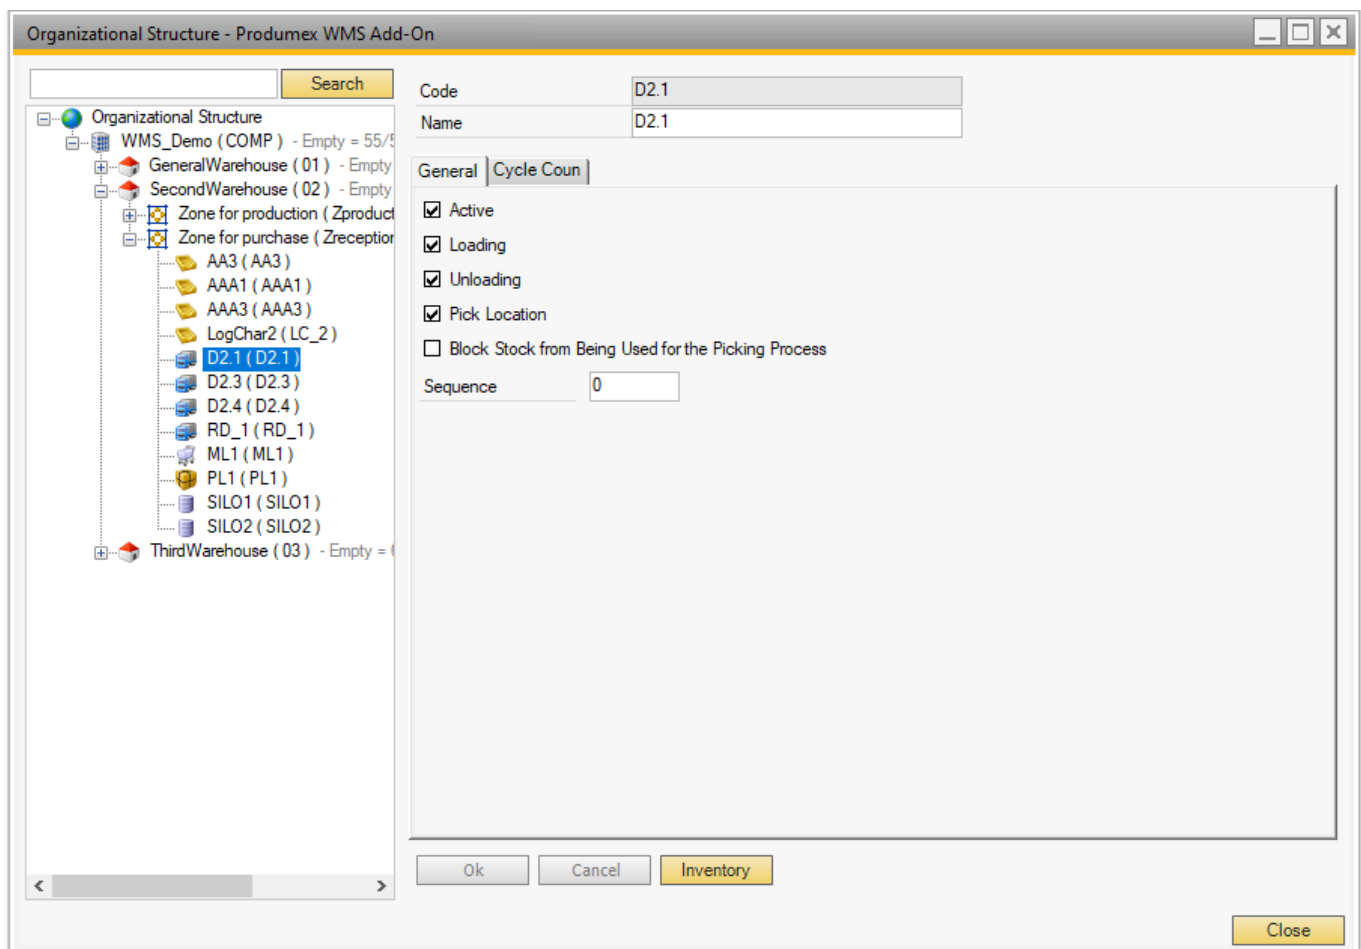 Organizational Structure - Produmex WMS Add-On
Search
Organizational Structure
WMS_Demo ( COMP ) - Empty = 55/5
GeneralWarehouse ( 01 ) - Empty
SecondWarehouse ( 02 ) - Empty
Zone for production ( Zproduct
Zone for purchase ( Zreception
AA3 ( AA3 )
AAA1 ( AAA1 )
AAA3 ( AAA3 )
LogChar2 ( LC_2 )
D2.1 ( D2.1 )
D2.3 ( D2.3 )
D2.4 ( D2.4 )
RD_1 ( RD_1 )
ML1 ( ML1 )
PL1 ( PL1 )
SILO1 ( SILO1 )
SILO2 ( SILO2 )
ThirdWarehouse ( 03 ) - Empty =
Code D2.1
Name D2.1
General Cycle Coun
Active
Loading
Unloading
Pick Location
Block Stock from Being Used for the Picking Process
Sequence 0
Ok Cancel Inventory
Close